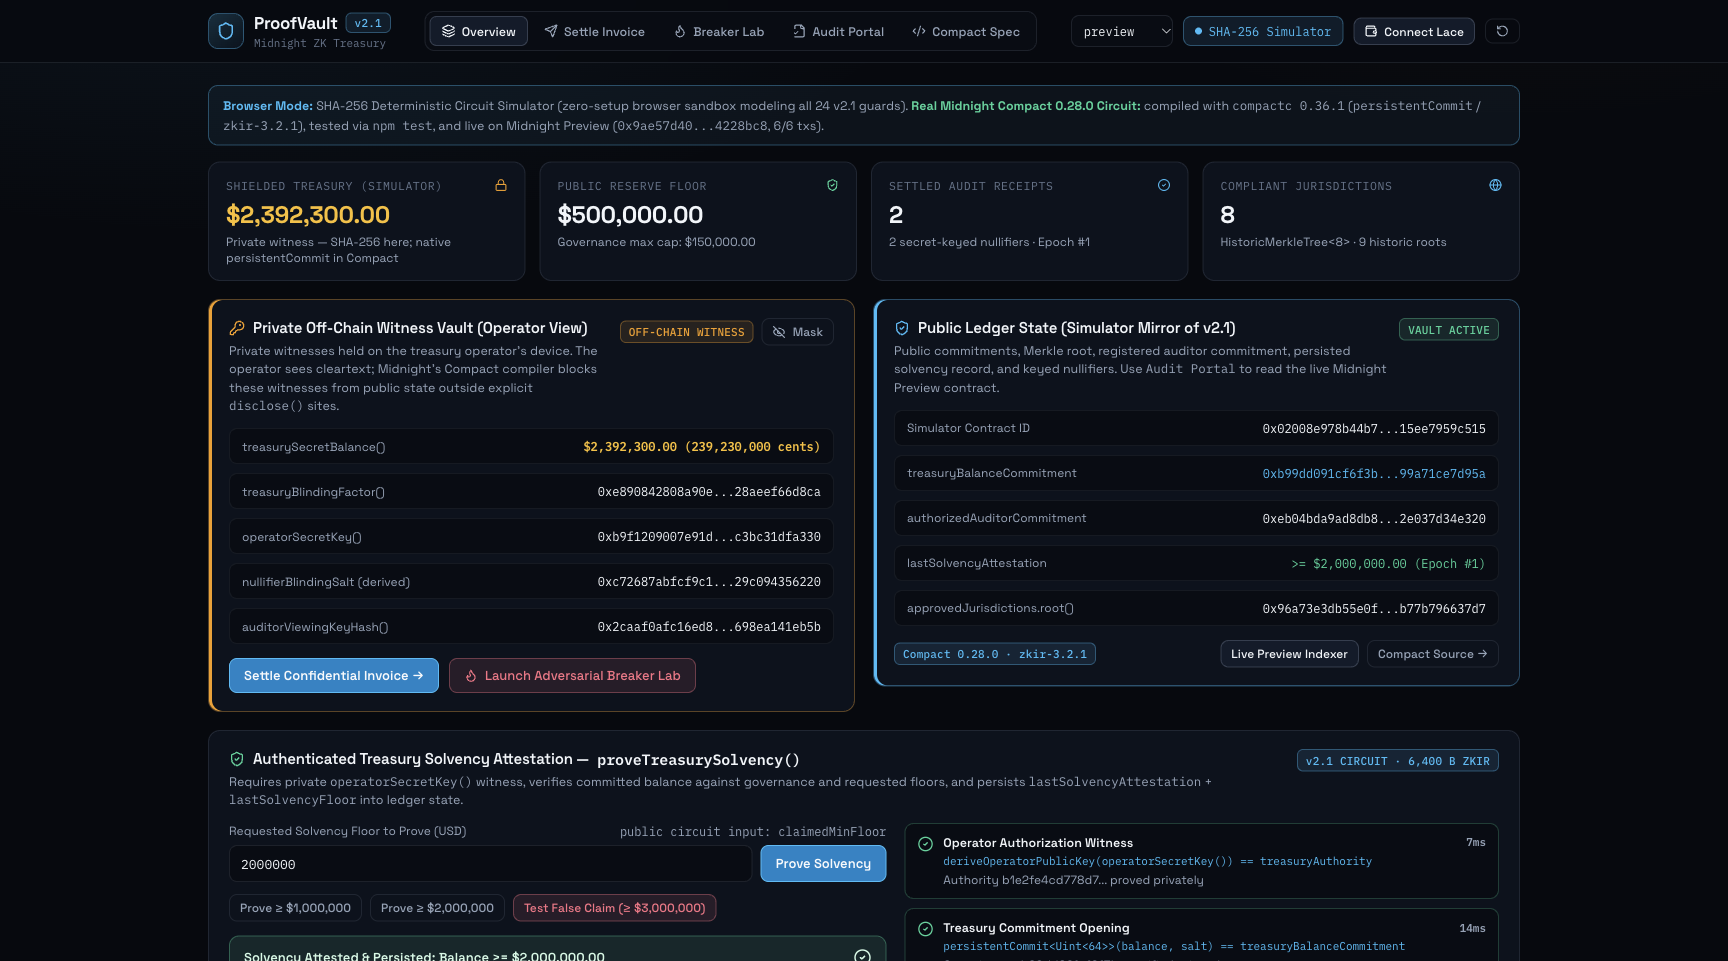 ProofVault v2.1
Midnight ZK Treasury
Overview
Settle Invoice
Breaker Lab
Audit Portal
Compact Spec
preview
SHA-256 Simulator
Connect Lace
Browser Mode: SHA-256 Deterministic Circuit Simulator (zero-setup browser sandbox modeling all 24 v2.1 guards). Real Midnight Compact 0.28.0 Circuit: compiled with compactc 0.36.1 (persistentCommit /
zkir-3.2.1), tested via npm test, and live on Midnight Preview (0x9ae57d40...4228bc8, 6/6 txs).
SHIELDED TREASURY (SIMULATOR)
$2,392,300.00
Private witness — SHA-256 here; native
persistentCommit in Compact
PUBLIC RESERVE FLOOR
$500,000.00
Governance max cap: $150,000.00
SETTLED AUDIT RECEIPTS
2
2 secret-keyed nullifiers · Epoch #1
COMPLIANT JURISDICTIONS
8
HistoricMerkleTree<8> · 9 historic roots
Private Off-Chain Witness Vault (Operator View)
OFF-CHAIN WITNESS
Mask
Private witnesses held on the treasury operator's device. The
operator sees cleartext; Midnight's Compact compiler blocks
these witnesses from public state outside explicit
disclose() sites.
treasurySecretBalance()
$2,392,300.00 (239,230,000 cents)
treasuryBlindingFactor()
0xe890842808a90e...28aeef66d8ca
operatorSecretKey()
0xb9f1209007e91d...c3bc31dfa330
nullifierBlindingSalt (derived)
0xc72687abfcf9c1...29c094356220
auditorViewingKeyHash()
0x2caaf0afc16ed8...698ea141eb5b
Settle Confidential Invoice →
Launch Adversarial Breaker Lab
Public Ledger State (Simulator Mirror of v2.1)
VAULT ACTIVE
Public commitments, Merkle root, registered auditor commitment, persisted
solvency record, and keyed nullifiers. Use Audit Portal to read the live Midnight
Preview contract.
Simulator Contract ID
0x02008e978b44b7...15ee7959c515
treasuryBalanceCommitment
0xb99dd091cf6f3b...99a71ce7d95a
authorizedAuditorCommitment
0xeb04bda9ad8db8...2e037d34e320
lastSolvencyAttestation
>= $2,000,000.00 (Epoch #1)
approvedJurisdictions.root()
0x96a73e3db55e0f...b77b796637d7
Compact 0.28.0 · zkir-3.2.1
Live Preview Indexer
Compact Source →
Authenticated Treasury Solvency Attestation — proveTreasurySolvency()
v2.1 CIRCUIT · 6,400 B ZKIR
Requires private operatorSecretKey() witness, verifies committed balance against governance and requested floors, and persists lastSolvencyAttestation +
lastSolvencyFloor into ledger state.
Requested Solvency Floor to Prove (USD)
public circuit input: claimedMinFloor
2000000
Prove Solvency
Prove ≥ $1,000,000
Prove ≥ $2,000,000
Test False Claim (≥ $3,000,000)
Solvency Attested & Persisted: Balance >= $2,000,000.00
Operator Authorization Witness
7ms
deriveOperatorPublicKey(operatorSecretKey()) == treasuryAuthority
Authority b1e2fe4cd778d7... proved privately
Treasury Commitment Opening
14ms
persistentCommit<Uint<64>>(balance, salt) == treasuryBalanceCommitment